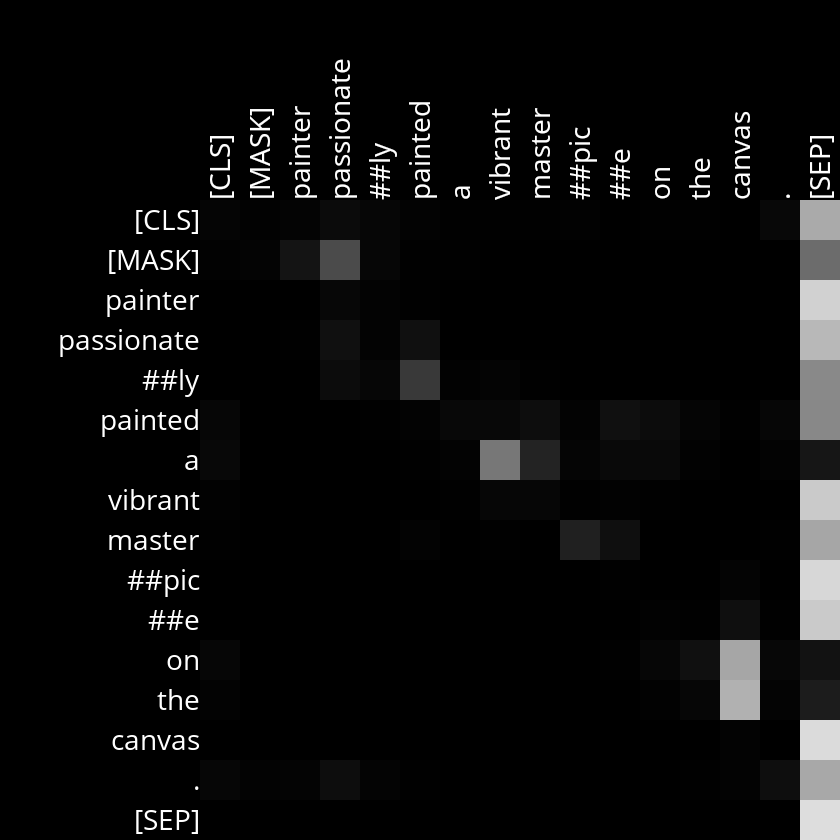 [CLS]
[MASK]
painter
passionate
##ly
painted
a
vibrant
master
##pic
##e
on
the
canvas
.
[SEP]
[CLS]
[MASK]
painter
passionate
##ly
painted
a
vibrant
master
##pic
##e
on
the
canvas
.
[SEP]